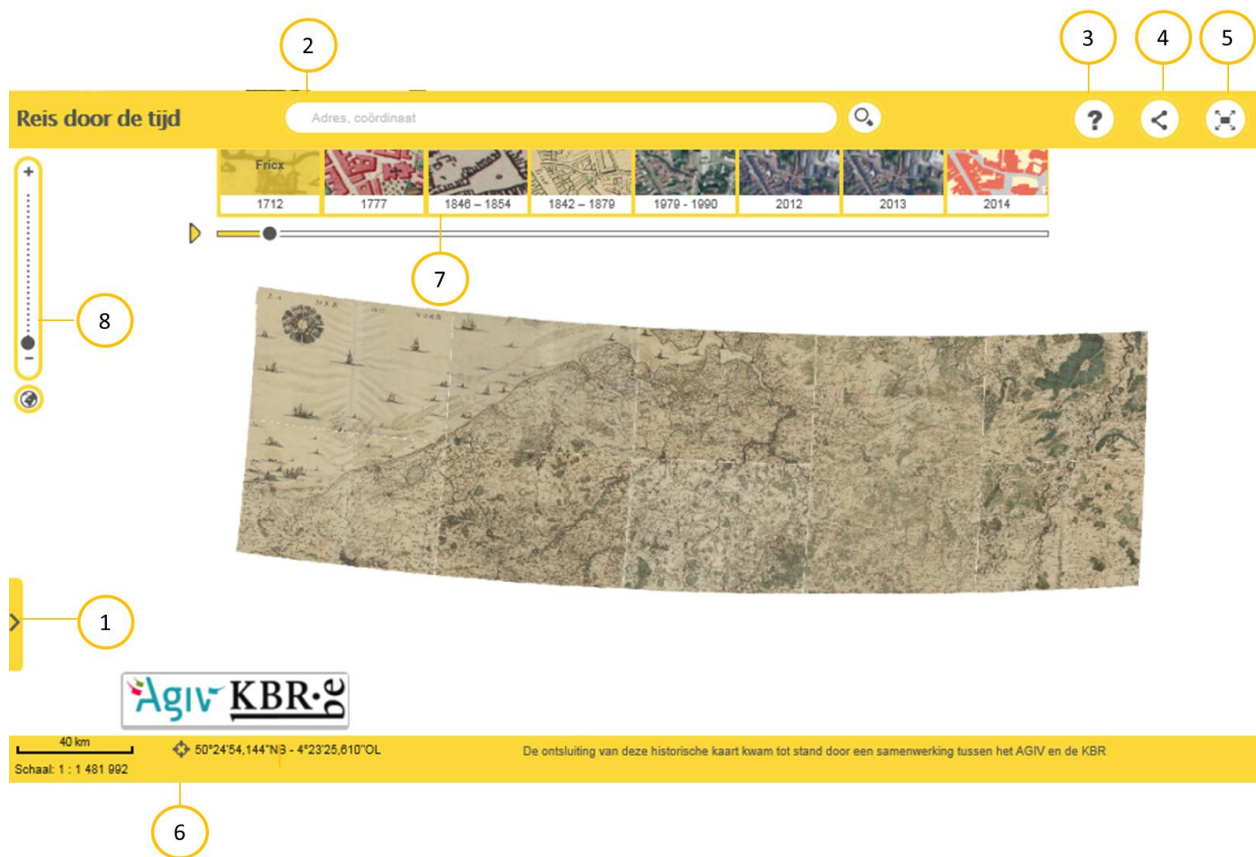 2
3
4
5
Reis door de tijd
Adres, coördinaat
?
Fricx
1712
1777
1846 – 1854
1842 – 1879
1979 - 1990
2012
2013
2014
+
−
7
8
1
Agiv KBR.be
40 km
Schaal: 1 : 1 481 992
50°24'54,144"NB - 4°23'25,610"OL
De ontsluiting van deze historische kaart kwam tot stand door een samenwerking tussen het AGIV en de KBR
6